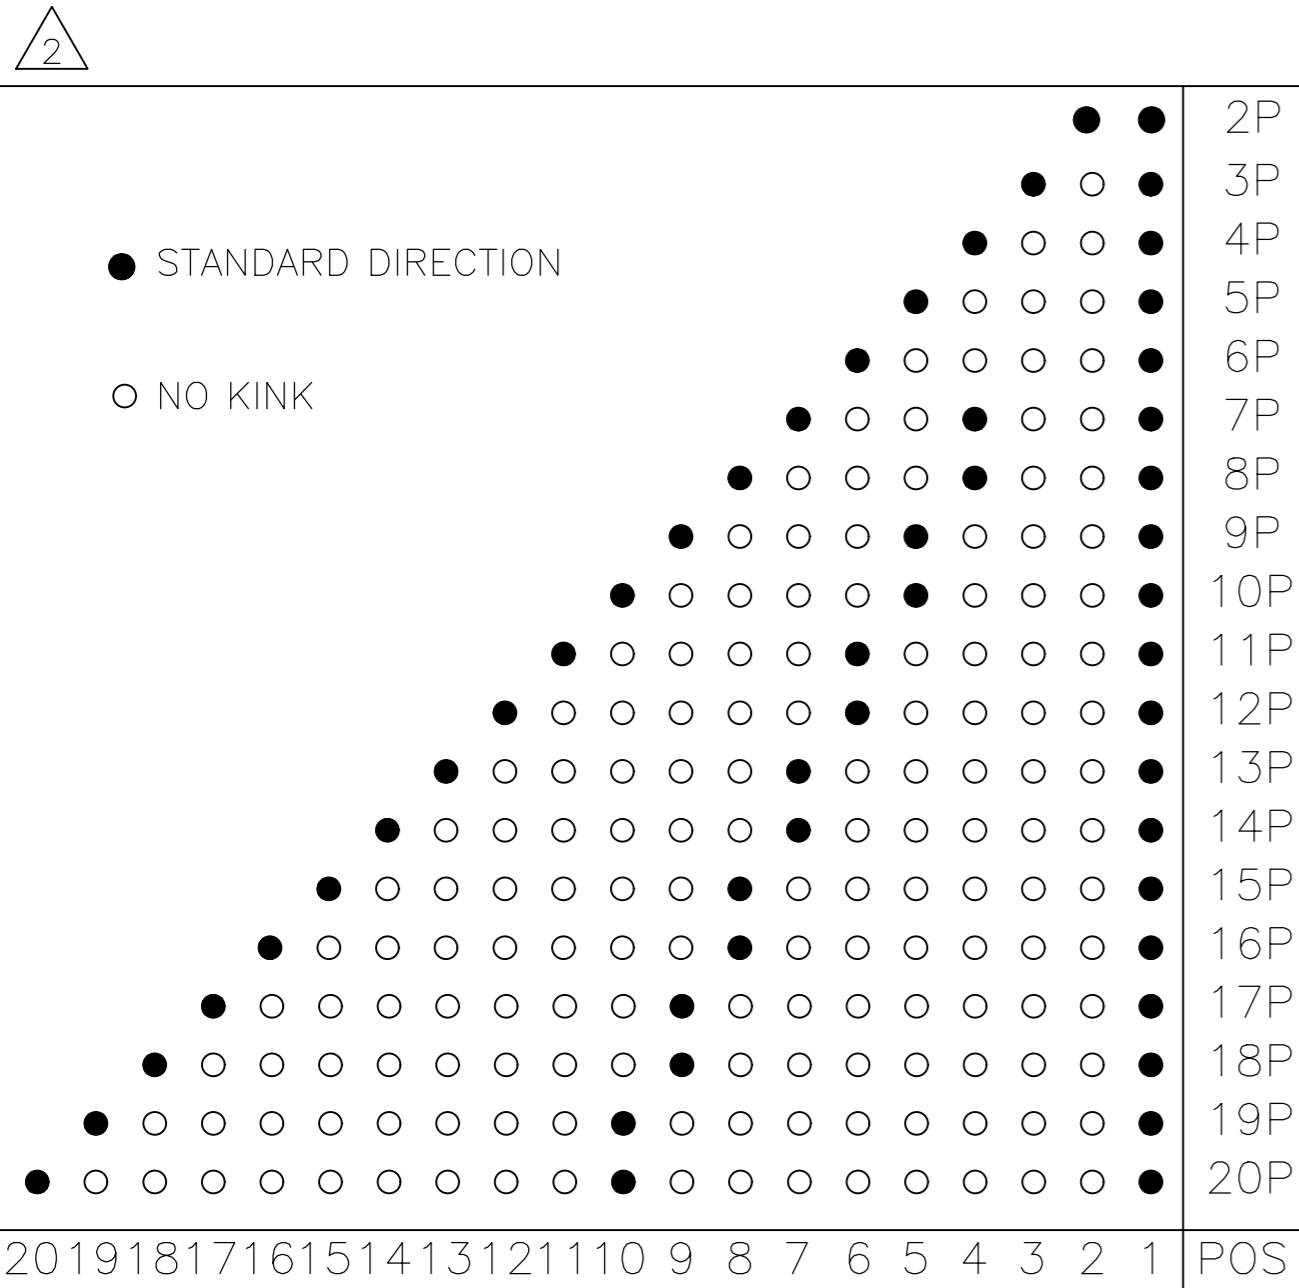 2
2P
3P
4P
STANDARD DIRECTION
5P
6P
NO KINK
7P
8P
9P
10P
11P
12P
13P
14P
15P
16P
17P
18P
19P
20P
20 19 18 17 16 15 14 13 12 11 10 9 8 7 6 5 4 3 2 1 POS